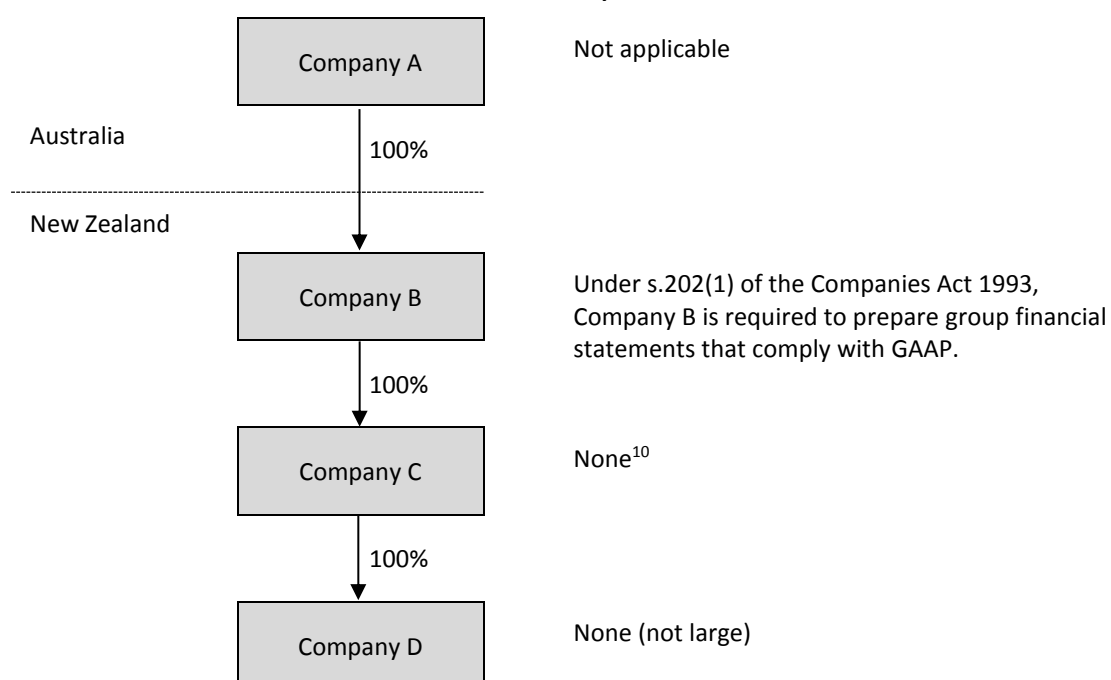 Company A
Not applicable
Australia
100%
New Zealand
Company B
Under s.202(1) of the Companies Act 1993,
Company B is required to prepare group financial
statements that comply with GAAP.
100%
Company C
None10
100%
Company D
None (not large)